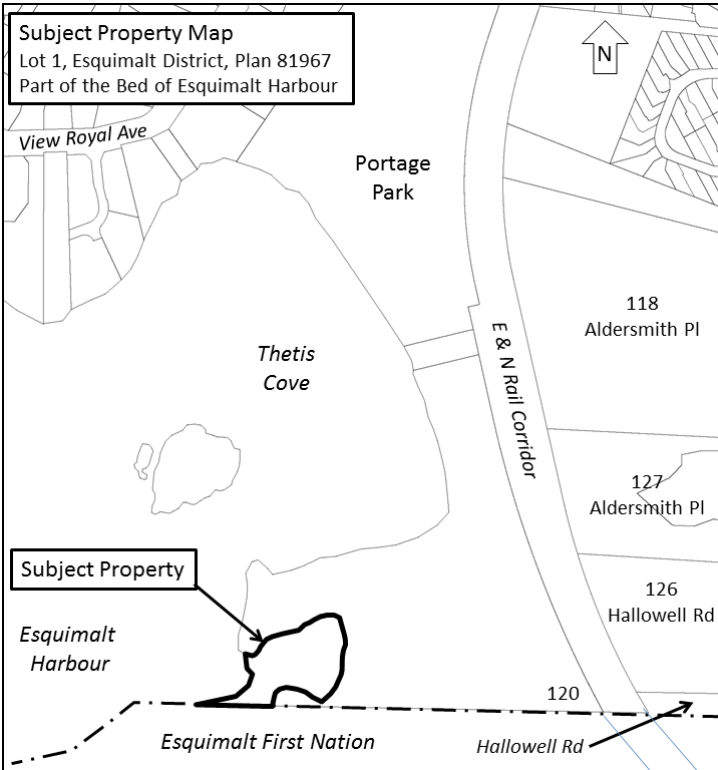 Subject Property Map
Lot 1, Esquimalt District, Plan 81967
Part of the Bed of Esquimalt Harbour
N
View Royal Ave
Portage
Park
118
Aldersmith Pl
Thetis
Cove
E & N Rail Corridor
127
Aldersmith Pl
Subject Property
126
Hallowell Rd
Esquimalt
Harbour
120
Esquimalt First Nation
Hallowell Rd